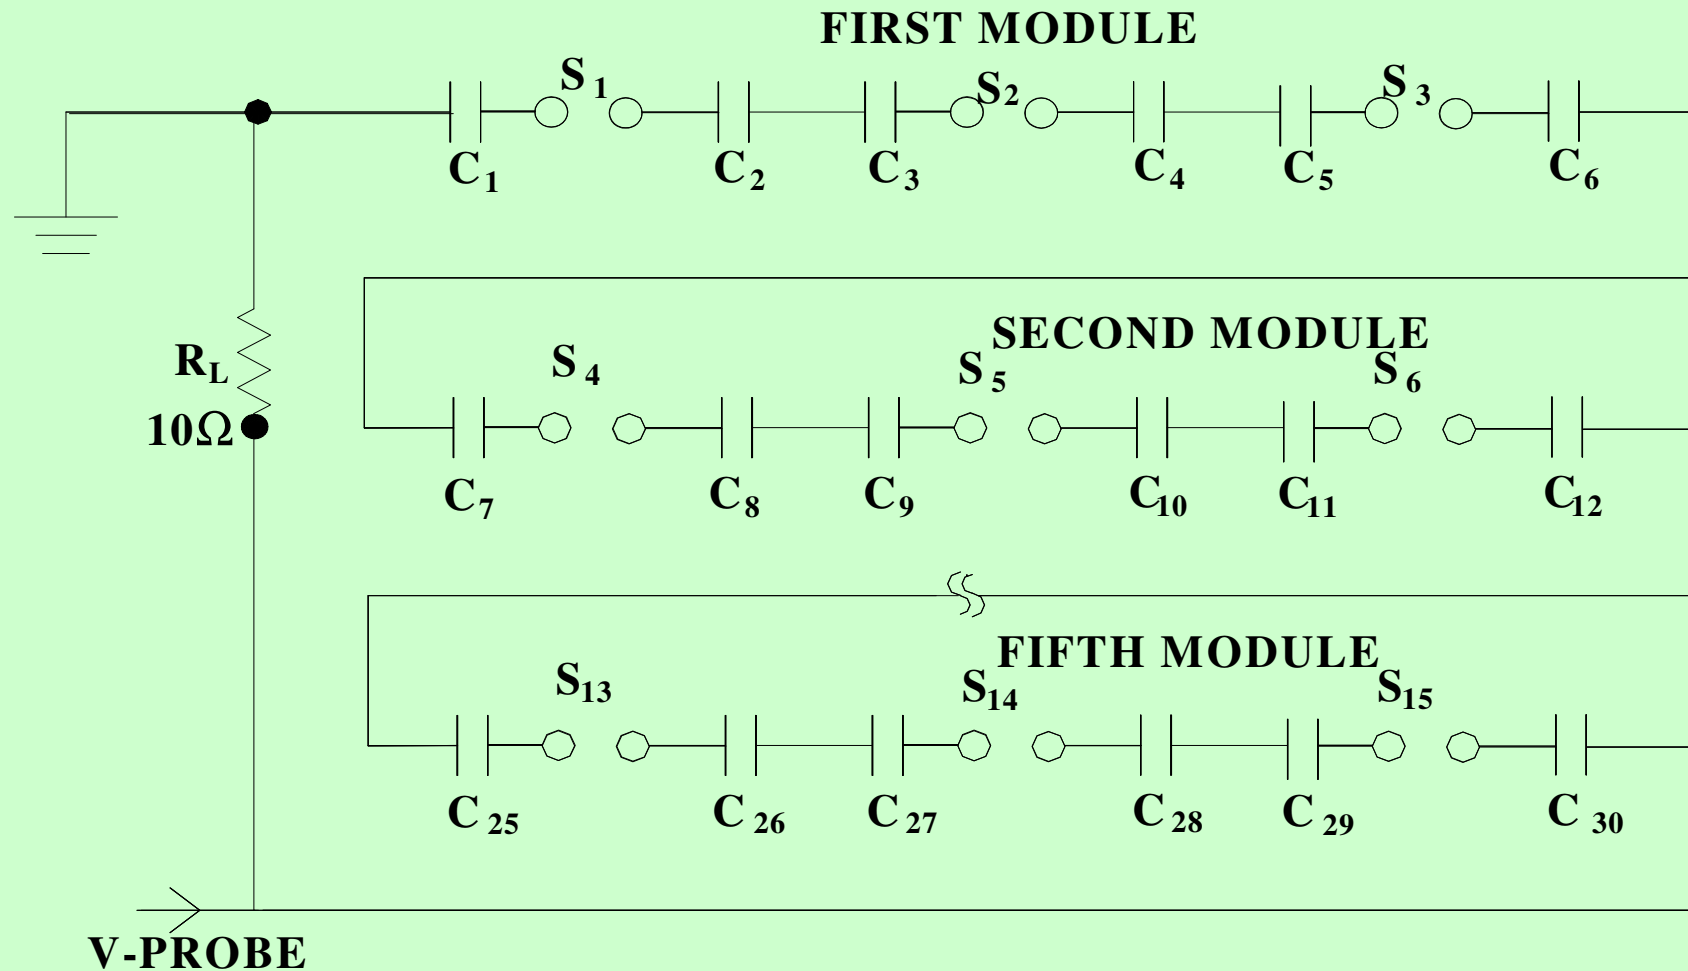 FIRST MODULE
S1 S2 S3
C1 C2 C3 C4 C5 C6
SECOND MODULE
S4 S5 S6
RL
10Ω
C7 C8 C9 C10 C11 C12
FIFTH MODULE
S13 S14 S15
C25 C26 C27 C28 C29 C30
V-PROBE